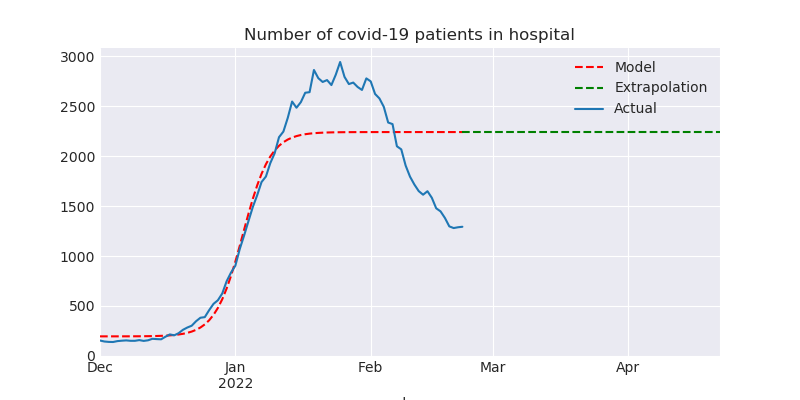 Number of covid-19 patients in hospital
3000
2500
2000
1500
1000
500
0
Model
Extrapolation
Actual
Dec
Jan
2022
Feb
Mar
Apr